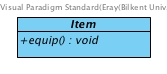 Visual Paradigm Standard(Eray(Bilkent Univ
Item
+equip() : void